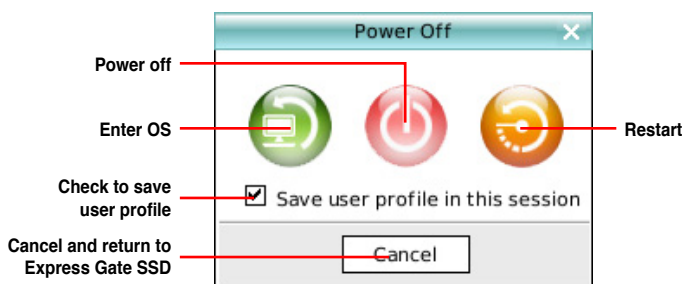 Power Off
Power off
Enter OS
Restart
Check to save
user profile
Save user profile in this session
Cancel and return to
Express Gate SSD
Cancel